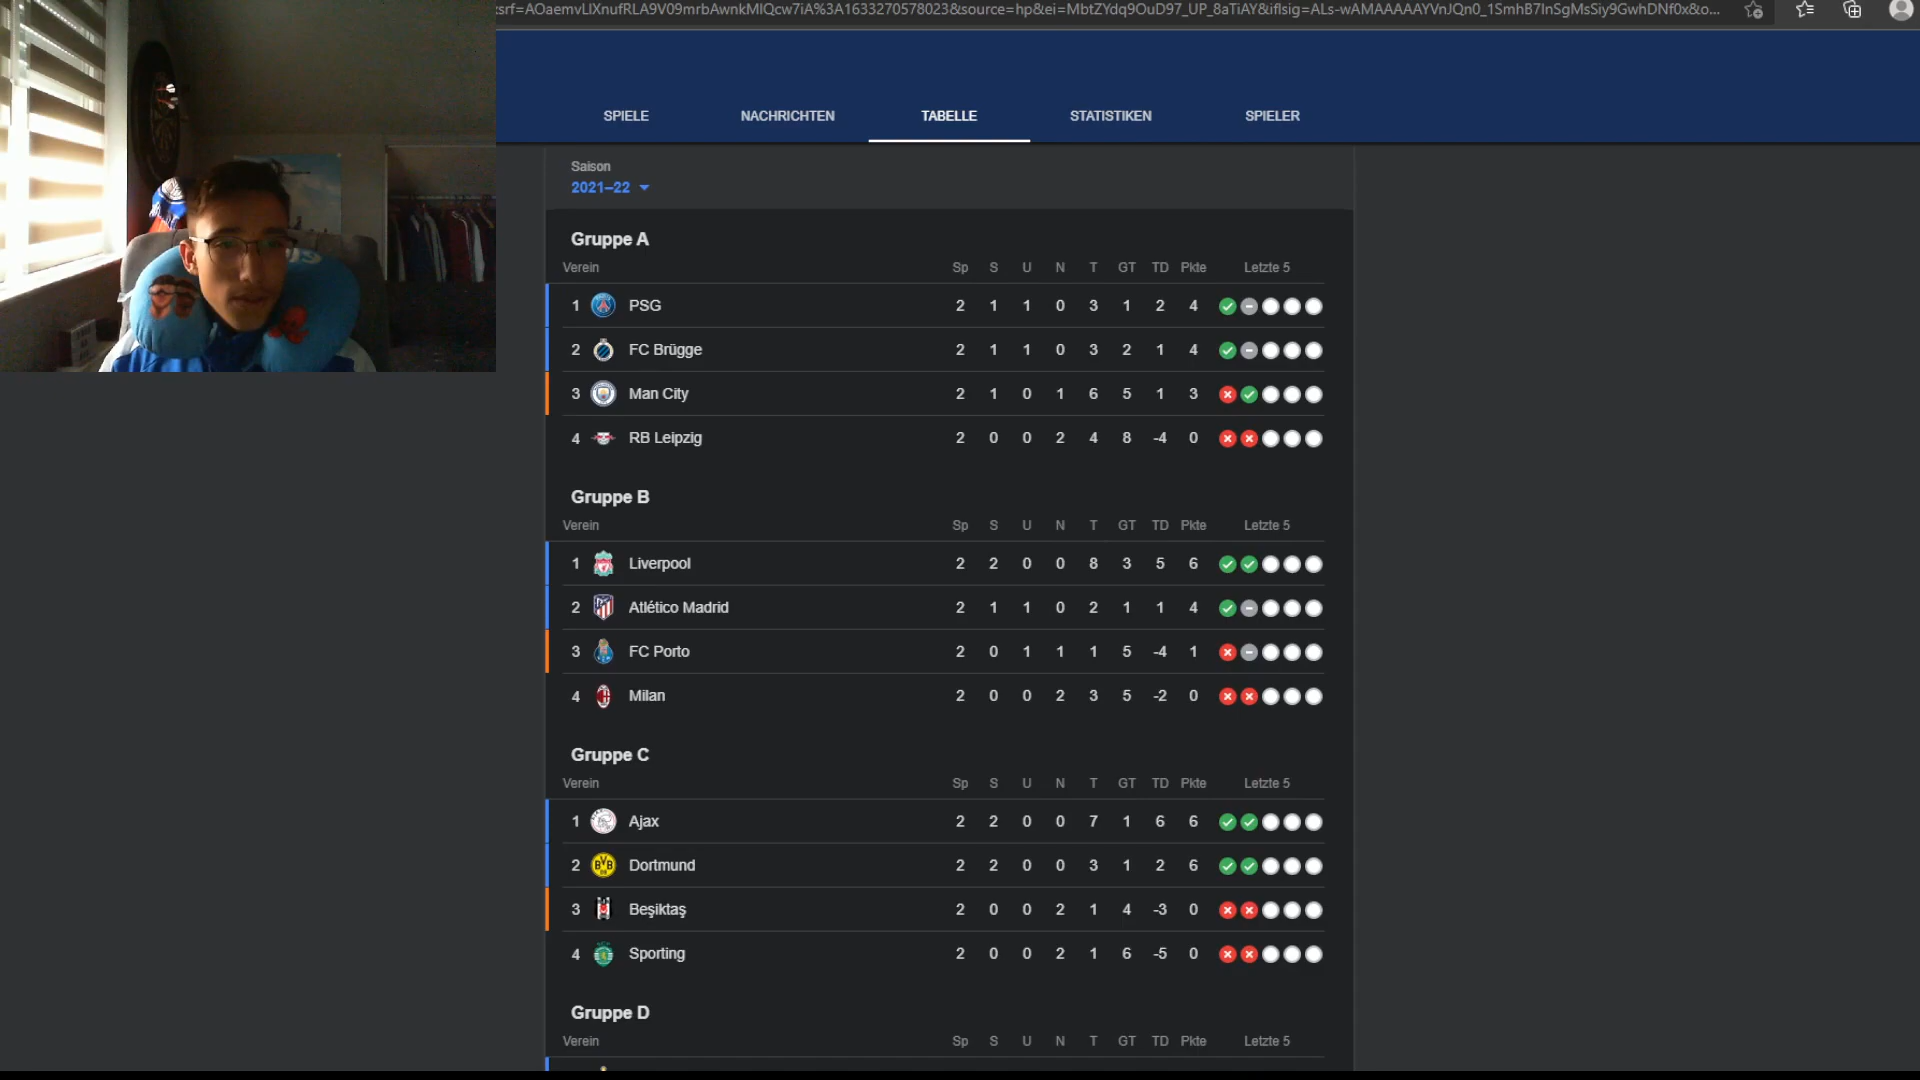 srf=AOaemvLlXnufRLA9V09mrbAwnkMIQcw7iA%3A1633270578023&source=hp&ei=MbtZYdq9OuD97_UP_8aTiAY&iflsig=ALs-wAMAAAAAYVnJQn0_1SmhB7InSgMsSiy9GwhDNf0x&o...
SPIELE NACHRICHTEN TABELLE STATISTIKEN SPIELER
Saison
2021–22
Gruppe A
Verein Sp S U N T GT TD Pkte Letzte 5
1 PSG 2 1 1 0 3 1 2 4
2 FC Brügge 2 1 1 0 3 2 1 4
3 Man City 2 1 0 1 6 5 1 3
4 RB Leipzig 2 0 0 2 4 8 -4 0
Gruppe B
Verein Sp S U N T GT TD Pkte Letzte 5
1 Liverpool 2 2 0 0 8 3 5 6
2 Atlético Madrid 2 1 1 0 2 1 1 4
3 FC Porto 2 0 1 1 1 5 -4 1
4 Milan 2 0 0 2 3 5 -2 0
Gruppe C
Verein Sp S U N T GT TD Pkte Letzte 5
1 Ajax 2 2 0 0 7 1 6 6
2 Dortmund 2 2 0 0 3 1 2 6
3 Beşiktaş 2 0 0 2 1 4 -3 0
4 Sporting 2 0 0 2 1 6 -5 0
Gruppe D
Verein Sp S U N T GT TD Pkte Letzte 5